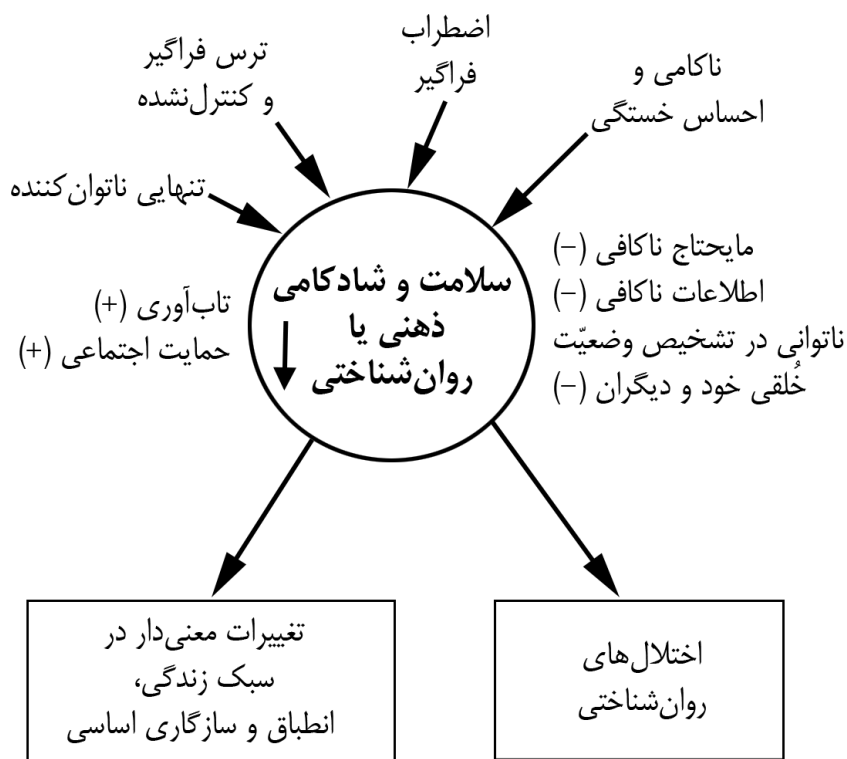 ناکامی و
احساس خستگی
اضطراب
فراگیر
ترس فراگیر
و کنترل‌نشده
تنهایی ناتوان‌کننده
سلامت و شادکامی
ذهنی یا
روان‌شناختی
مایحتاج ناکافی (–)
اطلاعات ناکافی (–)
ناتوانی در تشخیص وضعیّت
خُلقی خود و دیگران (–)
تاب‌آوری (+)
حمایت اجتماعی (+)
اختلال‌های
روان‌شناختی
تغییرات معنی‌دار در
سبک زندگی،
انطباق و سازگاری اساسی